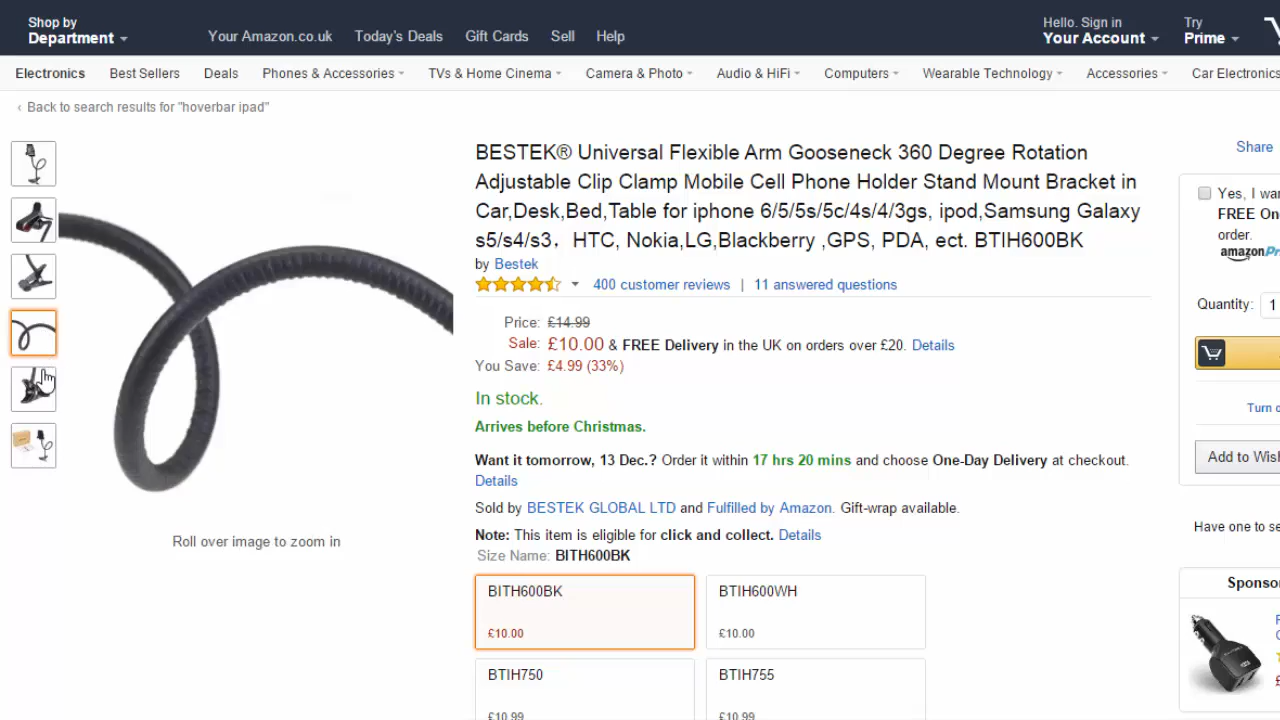 Shop by
Department
Your Amazon.co.uk
Today's Deals
Gift Cards
Sell
Help
Hello. Sign in
Your Account
Try
Prime
Electronics
Best Sellers
Deals
Phones & Accessories
TVs & Home Cinema
Camera & Photo
Audio & HiFi
Computers
Wearable Technology
Accessories
Car Electronics
‹ Back to search results for "hoverbar ipad"
Roll over image to zoom in
BESTEK® Universal Flexible Arm Gooseneck 360 Degree Rotation
Adjustable Clip Clamp Mobile Cell Phone Holder Stand Mount Bracket in
Car,Desk,Bed,Table for iphone 6/5/5s/5c/4s/4/3gs, ipod,Samsung Galaxy
s5/s4/s3，HTC, Nokia,LG,Blackberry ,GPS, PDA, ect. BTIH600BK
by Bestek
400 customer reviews | 11 answered questions
Price: £14.99
Sale: £10.00 & FREE Delivery in the UK on orders over £20. Details
You Save: £4.99 (33%)
In stock.
Arrives before Christmas.
Want it tomorrow, 13 Dec.? Order it within 17 hrs 20 mins and choose One-Day Delivery at checkout.
Details
Sold by BESTEK GLOBAL LTD and Fulfilled by Amazon. Gift-wrap available.
Note: This item is eligible for click and collect. Details
Size Name: BITH600BK
BITH600BK
£10.00
BTIH600WH
£10.00
BTIH750
£10.99
BTIH755
£10.99
Share
Yes, I
FREE
order.
amazon
Quantity: 1
Turn
Add to
Have one to